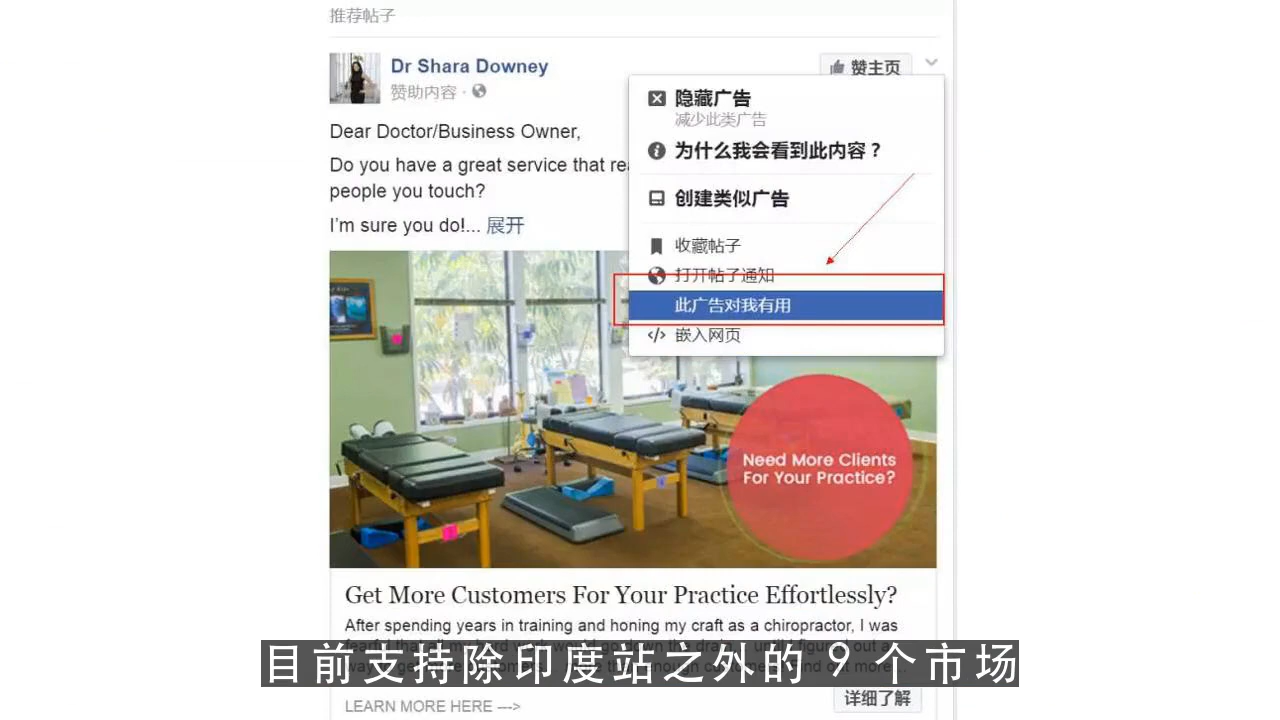 推荐帖子
Dr Shara Downey
赞主页
赞助内容 ·
隐藏广告
减少此类广告
Dear Doctor/Business Owner,
为什么我会看到此内容？
Do you have a great service that
people you touch?
创建类似广告
I'm sure you do!... 展开
收藏帖子
打开帖子通知
此广告对我有用
</> 嵌入网页
Need More Clients
For Your Practice?
Get More Customers For Your Practice Effortlessly?
After spending years in training and honing my craft as a chiropractor, I was
目前支持除印度站之外的 9 个市场
详细了解
LEARN MORE HERE --->